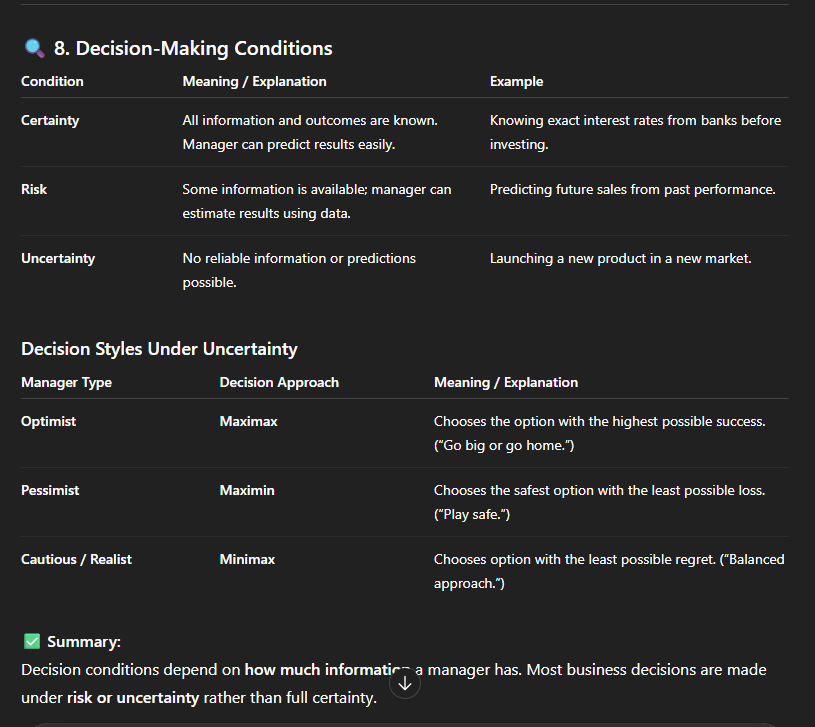 🔍 8. Decision-Making Conditions
Condition Meaning / Explanation Example
Certainty All information and outcomes are known. Knowing exact interest rates from banks before
Manager can predict results easily. investing.
Risk Some information is available; manager can Predicting future sales from past performance.
estimate results using data.
Uncertainty No reliable information or predictions Launching a new product in a new market.
possible.
Decision Styles Under Uncertainty
Manager Type Decision Approach Meaning / Explanation
Optimist Maximax Chooses the option with the highest possible success.
(“Go big or go home.”)
Pessimist Maximin Chooses the safest option with the least possible loss.
(“Play safe.”)
Cautious / Realist Minimax Chooses option with the least possible regret. (“Balanced
approach.”)
✅ Summary:
Decision conditions depend on how much information a manager has. Most business decisions are made
under risk or uncertainty rather than full certainty.